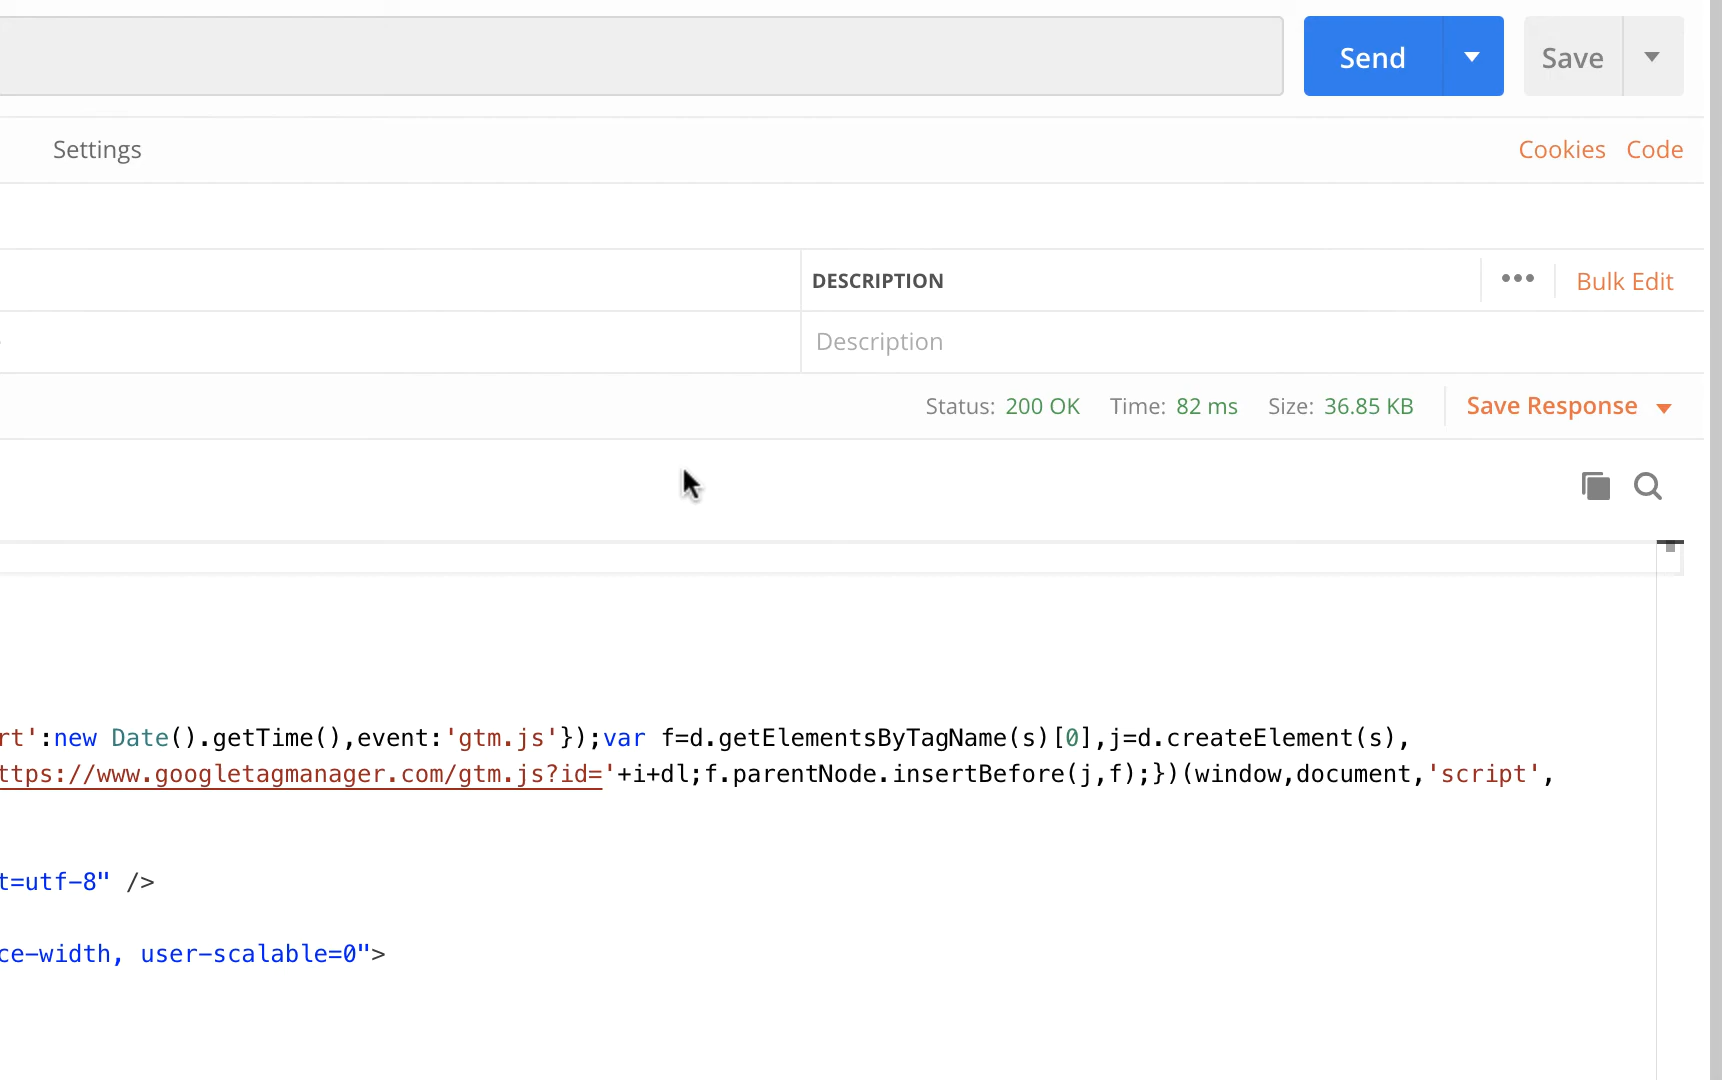 Send Save
Settings Cookies Code
DESCRIPTION ••• Bulk Edit
Description
Status: 200 OK Time: 82 ms Size: 36.85 KB Save Response
rt':new Date().getTime(),event:'gtm.js'});var f=d.getElementsByTagName(s)[0],j=d.createElement(s),
ttps://www.googletagmanager.com/gtm.js?id='+i+dl;f.parentNode.insertBefore(j,f);})(window,document,'script',
t=utf-8" />
ce-width, user-scalable=0">